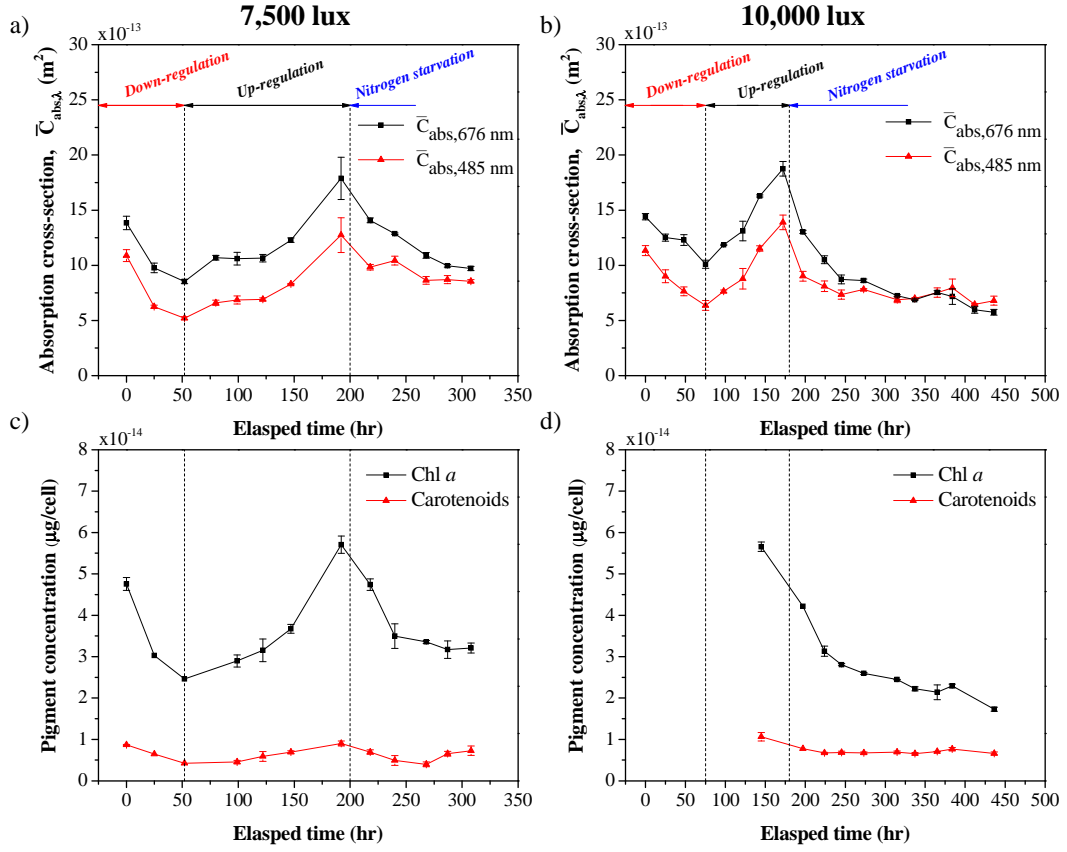 7,500 lux
10,000 lux
a)
x10⁻¹³
30
25
20
15
10
5
0
Absorption cross-section, C̅abs,λ (m²)
Down-regulation
Up-regulation
Nitrogen starvation
C̅abs,676 nm
C̅abs,485 nm
0 50 100 150 200 250 300 350
Elasped time (hr)
b)
x10⁻¹³
30
25
20
15
10
5
0
Absorption cross-section, C̅abs,λ (m²)
Down-regulation
Up-regulation
Nitrogen starvation
C̅abs,676 nm
C̅abs,485 nm
0 50 100 150 200 250 300 350 400 450 500
Elasped time (hr)
c)
x10⁻¹⁴
8
7
6
5
4
3
2
1
0
Pigment concentration (µg/cell)
Chl a
Carotenoids
0 50 100 150 200 250 300 350
Elasped time (hr)
d)
x10⁻¹⁴
8
7
6
5
4
3
2
1
0
Pigment concentration (µg/cell)
Chl a
Carotenoids
0 50 100 150 200 250 300 350 400 450 500
Elasped time (hr)